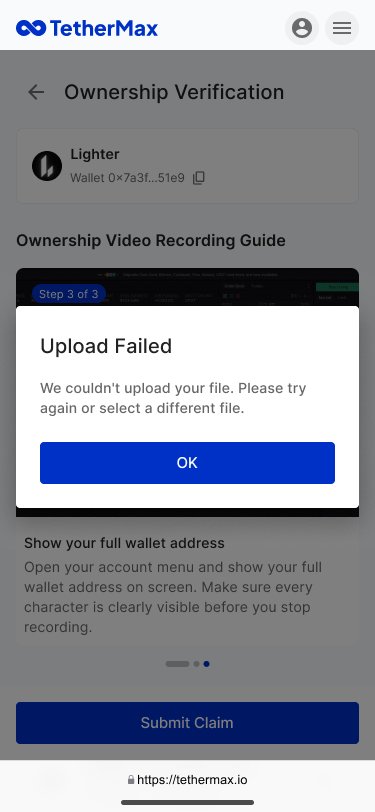 TetherMax
Ownership Verification
Lighter
Wallet 0×7a3f...51e9
Ownership Video Recording Guide
Step 3 of 3
Upload Failed
We couldn't upload your file. Please try
again or select a different file.
OK
Show your full wallet address
Open your account menu and show your full
wallet address on screen. Make sure every
character is clearly visible before you stop
recording.
Submit Claim
https://tethermax.io